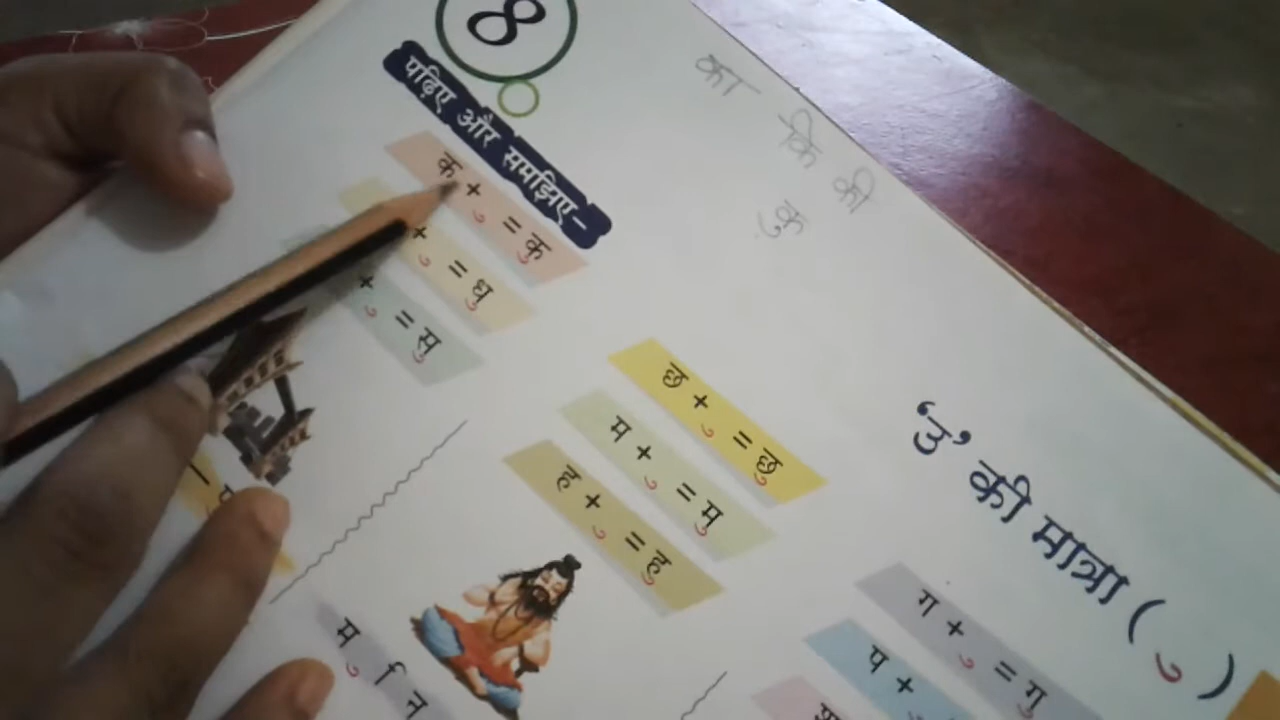 8
'उ' की मात्रा ( ु )
पढ़िए और समझिए–
का कि की
कु
क + ु = कु
छ + ु = छु
ग + ु = गु
+ ु = धु
म + ु = मु
प +
+ ु = सु
ह + ु = हु
मु नि